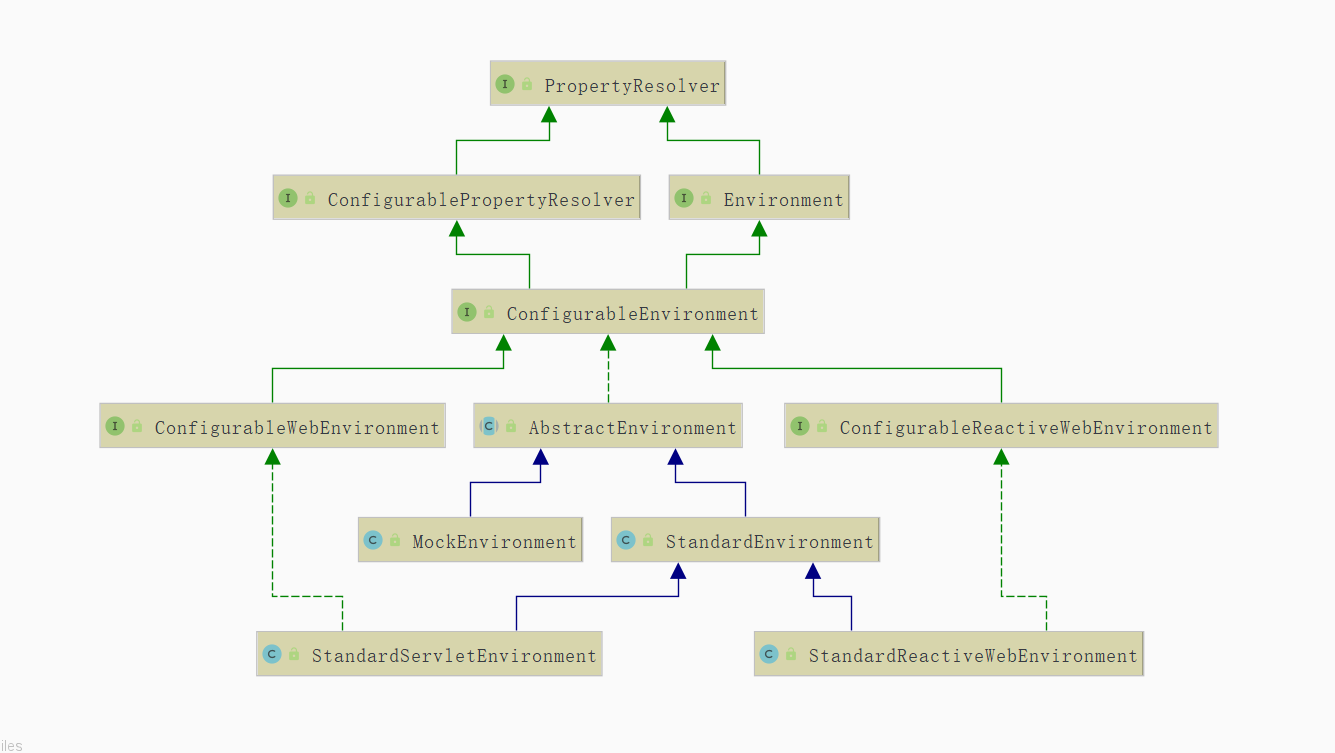 I PropertyResolver
I ConfigurablePropertyResolver
I Environment
I ConfigurableEnvironment
I ConfigurableWebEnvironment
C AbstractEnvironment
I ConfigurableReactiveWebEnvironment
C MockEnvironment
C StandardEnvironment
C StandardServletEnvironment
C StandardReactiveWebEnvironment
iles